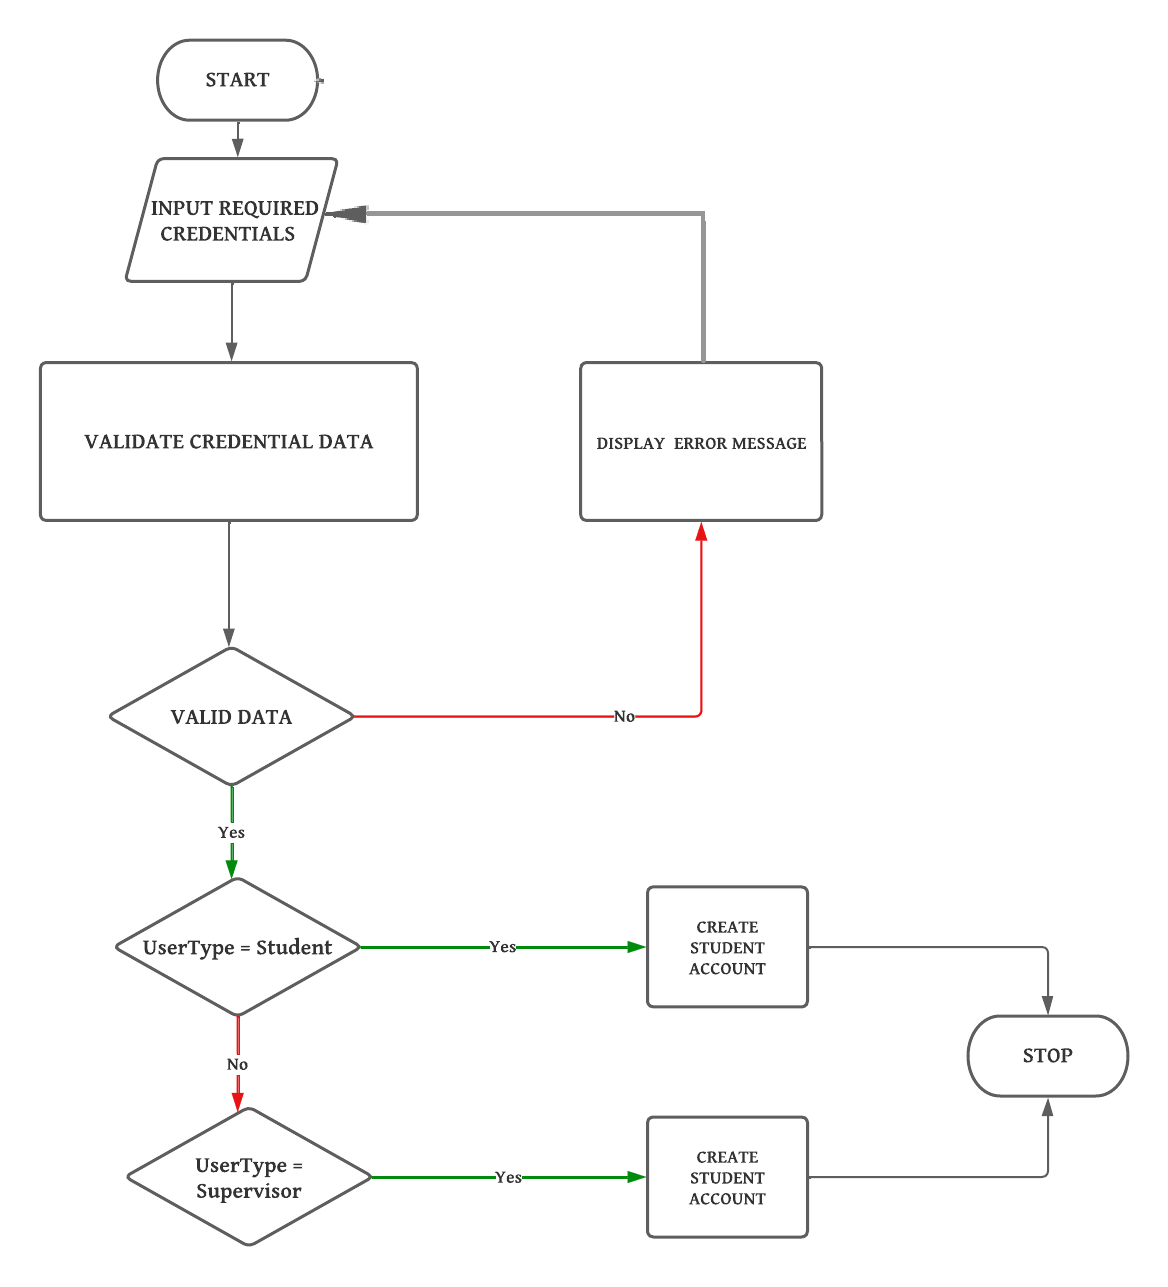 START
INPUT REQUIRED
CREDENTIALS
VALIDATE CREDENTIAL DATA
DISPLAY  ERROR MESSAGE
VALID DATA
No
Yes
UserType = Student
Yes
CREATE
STUDENT
ACCOUNT
STOP
No
UserType =
Supervisor
Yes
CREATE
STUDENT
ACCOUNT